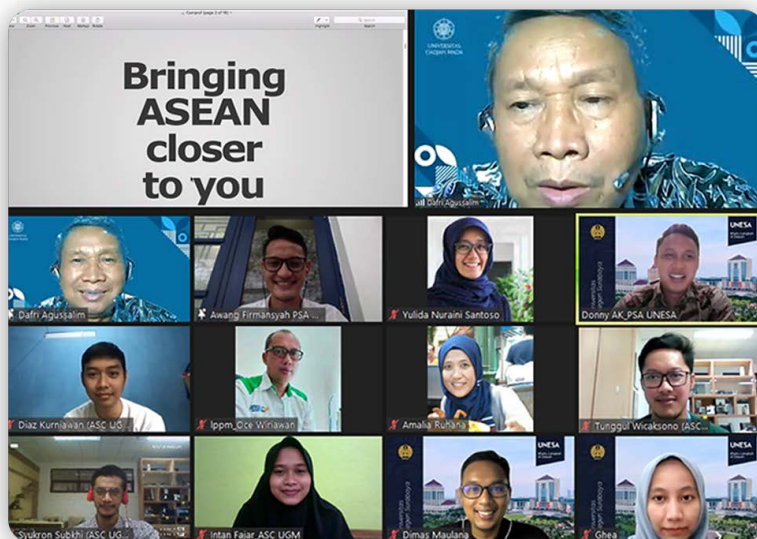 Bringing
ASEAN
closer
to you
UNIVERSITAS
GADJAH MADA
Dafri Agussalim
Dafri Agussalim
Awang Firmansyah PSA ...
Yulida Nuraini Santoso
UNESA
Donny AK_PSA UNESA
Diaz Kurniawan (ASC UG...
lppm_Oce Wiriawan
Amalia Ruhana
Tunggul Wicaksono (ASC...
Syukron Subkhi (ASC UG...
Intan Fajar_ASC UGM
UNESA
Dimas Maulana
UNESA
Ghea